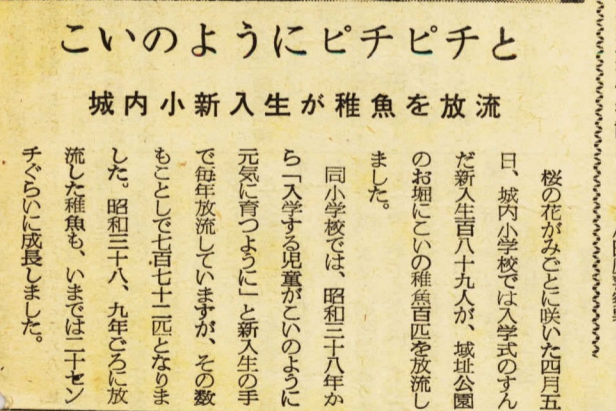 こいのようにピチピチと
城内小新入生が稚魚を放流
桜の花がみごとに咲いた四月五
日、城内小学校では入学式のすん
だ新入生百八十九人が、城址公園
のお堀にこいの稚魚百匹を放流し
ました。
同小学校では、昭和三十八年か
ら「入学する児童がこいのように
元気に育つように」と新入生の手
で毎年放流していますが、その数
もことしで七百七十二匹となりま
した。昭和三十八、九年ごろに放
流した稚魚も、いまでは二十セン
チぐらいに成長しました。